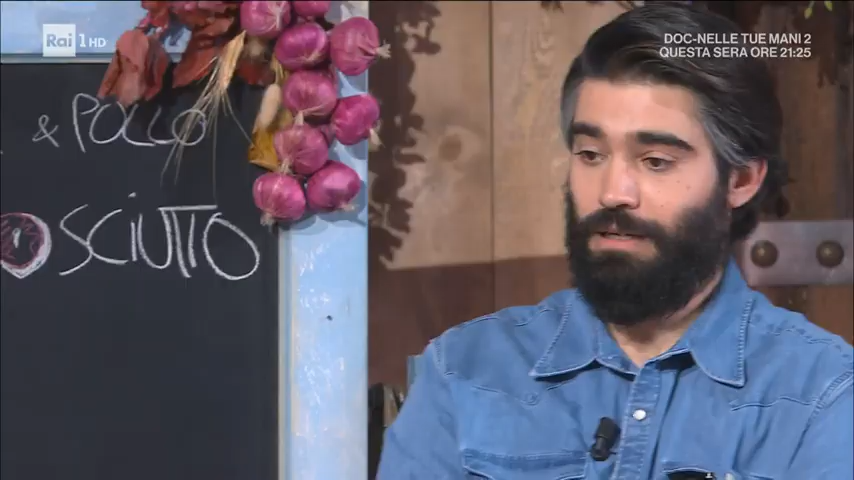 Rai 1 HD
DOC-NELLE TUE MANI 2
QUESTA SERA ORE 21:25
& POLLO
SCIUTTO